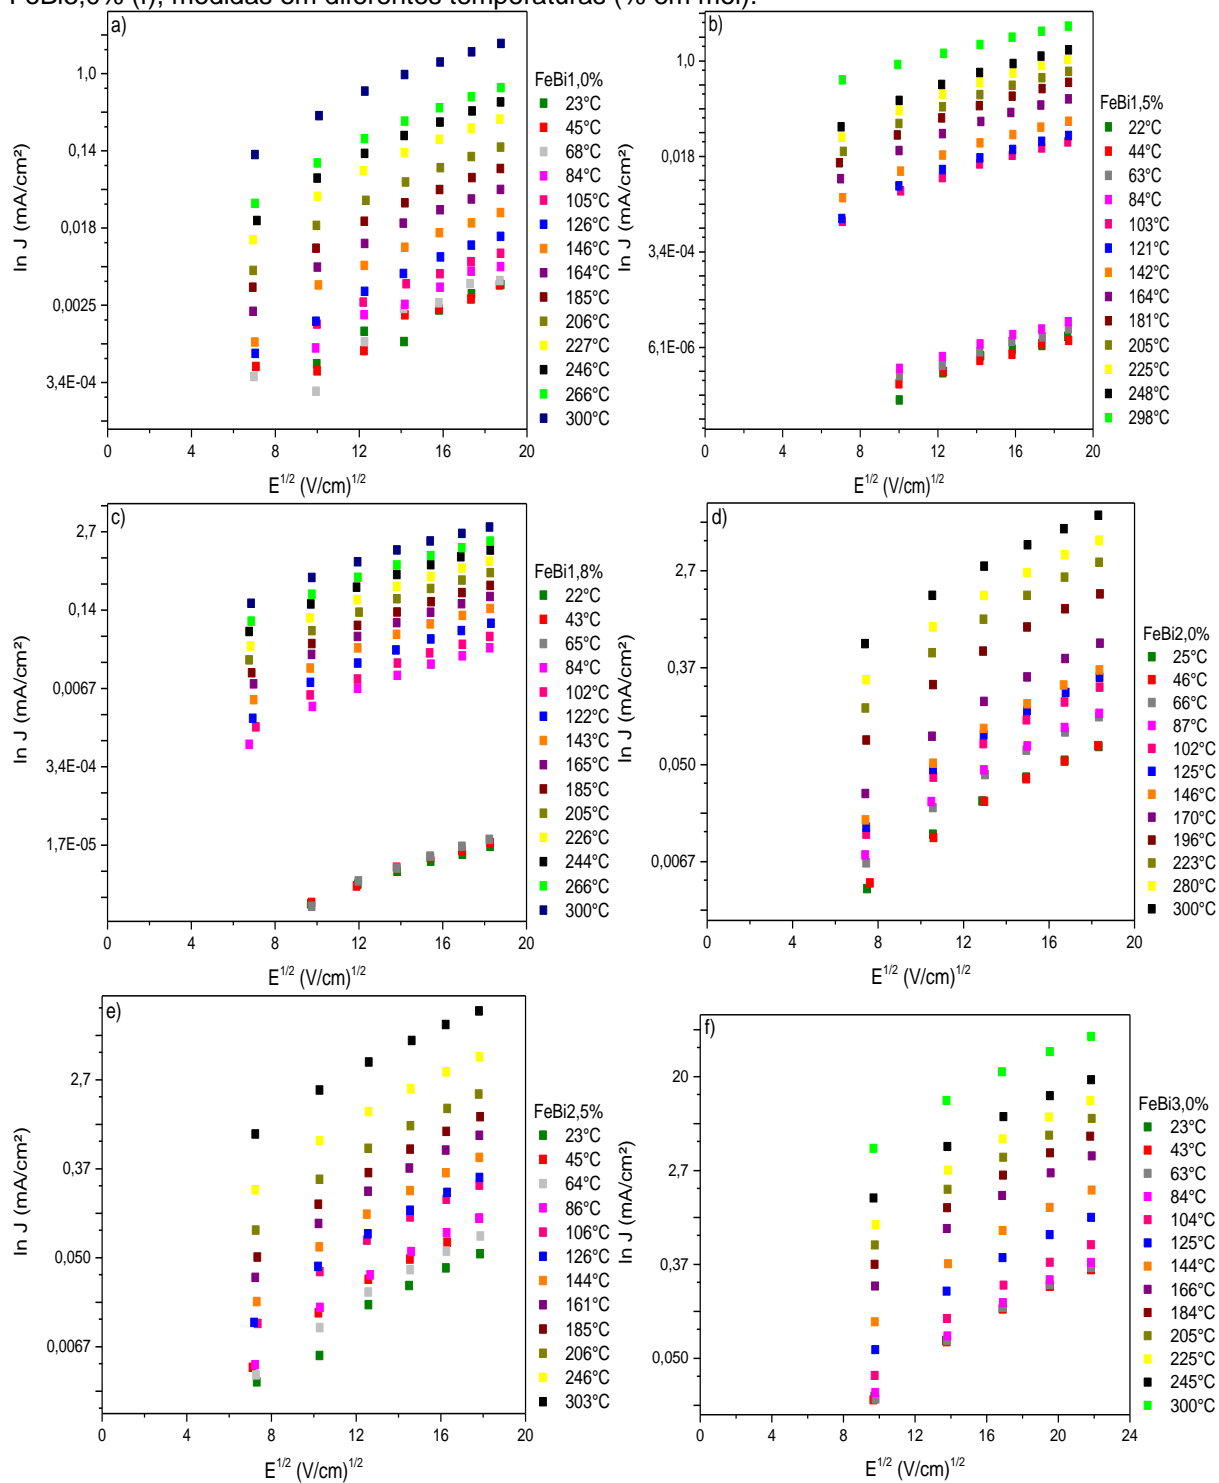 FeBi3,0% (f), medidas em diferentes temperaturas (% em mol).
a)
ln J (mA/cm²)
1,0
0,14
0,018
0,0025
3,4E-04
0 4 8 12 16 20
E^1/2 (V/cm)^1/2
FeBi1,0%
23°C
45°C
68°C
84°C
105°C
126°C
146°C
164°C
185°C
206°C
227°C
246°C
266°C
300°C
b)
ln J (mA/cm²)
1,0
0,018
3,4E-04
6,1E-06
0 4 8 12 16 20
E^1/2 (V/cm)^1/2
FeBi1,5%
22°C
44°C
63°C
84°C
103°C
121°C
142°C
164°C
181°C
205°C
225°C
248°C
298°C
c)
ln J (mA/cm²)
2,7
0,14
0,0067
3,4E-04
1,7E-05
0 4 8 12 16 20
E^1/2 (V/cm)^1/2
FeBi1,8%
22°C
43°C
65°C
84°C
102°C
122°C
143°C
165°C
185°C
205°C
226°C
244°C
266°C
300°C
d)
ln J (mA/cm²)
2,7
0,37
0,050
0,0067
0 4 8 12 16 20
E^1/2 (V/cm)^1/2
FeBi2,0%
25°C
46°C
66°C
87°C
102°C
125°C
146°C
170°C
196°C
223°C
280°C
300°C
e)
ln J (mA/cm²)
2,7
0,37
0,050
0,0067
0 4 8 12 16 20
E^1/2 (V/cm)^1/2
FeBi2,5%
23°C
45°C
64°C
86°C
106°C
126°C
144°C
161°C
185°C
206°C
246°C
303°C
f)
ln J (mA/cm²)
20
2,7
0,37
0,050
0 4 8 12 16 20 24
E^1/2 (V/cm)^1/2
FeBi3,0%
23°C
43°C
63°C
84°C
104°C
125°C
144°C
166°C
184°C
205°C
225°C
245°C
300°C